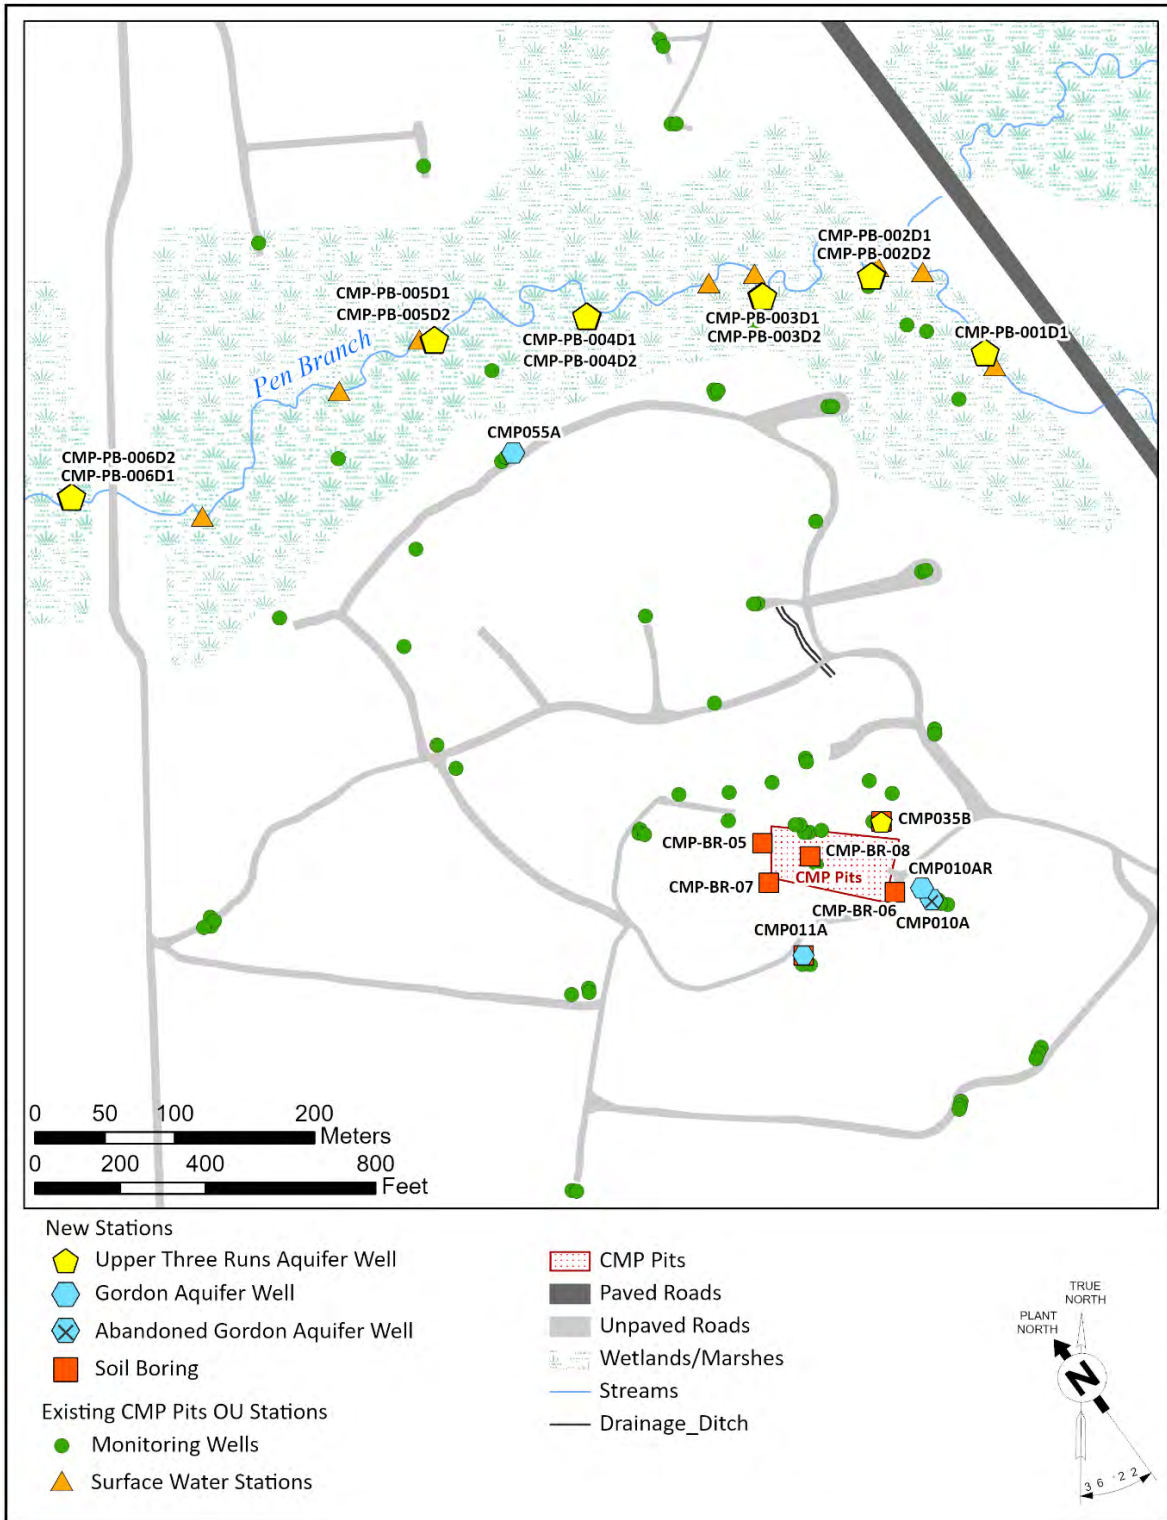 CMP-PB-002D1
CMP-PB-002D2
CMP-PB-005D1
CMP-PB-005D2
CMP-PB-003D1
CMP-PB-003D2
CMP-PB-001D1
CMP-PB-004D1
CMP-PB-004D2
Pen Branch
CMP055A
CMP-PB-006D2
CMP-PB-006D1
CMP035B
CMP-BR-05
CMP-BR-08
CMP010AR
CMP Pits
CMP-BR-07
CMP-BR-06
CMP010A
CMP011A
0 50 100 200
Meters
0 200 400 800
Feet
New Stations
Upper Three Runs Aquifer Well
Gordon Aquifer Well
Abandoned Gordon Aquifer Well
Soil Boring
Existing CMP Pits OU Stations
Monitoring Wells
Surface Water Stations
CMP Pits
Paved Roads
Unpaved Roads
Wetlands/Marshes
Streams
Drainage_Ditch
TRUE
NORTH
PLANT
NORTH
N
36-22